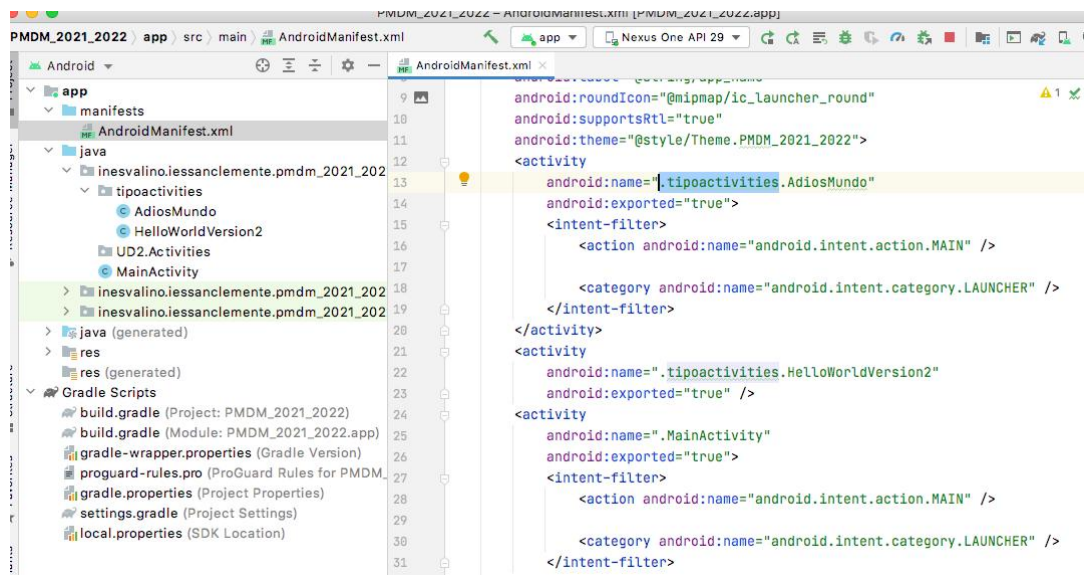 PMDM_2021_2022 – AndroidManifest.xml [PMDM_2021_2022.app]
PMDM_2021_2022 app src main AndroidManifest.xml app Nexus One API 29
Android
app
manifests
AndroidManifest.xml
java
inesvalino.iessanclemente.pmdm_2021_202
tipoactivities
AdiosMundo
HelloWorldVersion2
UD2.Activities
MainActivity
inesvalino.iessanclemente.pmdm_2021_202
inesvalino.iessanclemente.pmdm_2021_202
java (generated)
res
res (generated)
Gradle Scripts
build.gradle (Project: PMDM_2021_2022)
build.gradle (Module: PMDM_2021_2022.app)
gradle-wrapper.properties (Gradle Version)
proguard-rules.pro (ProGuard Rules for PMDM_
gradle.properties (Project Properties)
settings.gradle (Project Settings)
local.properties (SDK Location)
AndroidManifest.xml
1
android:label="@string/app_name"
9 android:roundIcon="@mipmap/ic_launcher_round"
10 android:supportsRtl="true"
11 android:theme="@style/Theme.PMDM_2021_2022">
12 <activity
13 android:name=".tipoactivities.AdiosMundo"
14 android:exported="true">
15 <intent-filter>
16 <action android:name="android.intent.action.MAIN" />
17
18 <category android:name="android.intent.category.LAUNCHER" />
19 </intent-filter>
20 </activity>
21 <activity
22 android:name=".tipoactivities.HelloWorldVersion2"
23 android:exported="true" />
24 <activity
25 android:name=".MainActivity"
26 android:exported="true">
27 <intent-filter>
28 <action android:name="android.intent.action.MAIN" />
29
30 <category android:name="android.intent.category.LAUNCHER" />
31 </intent-filter>